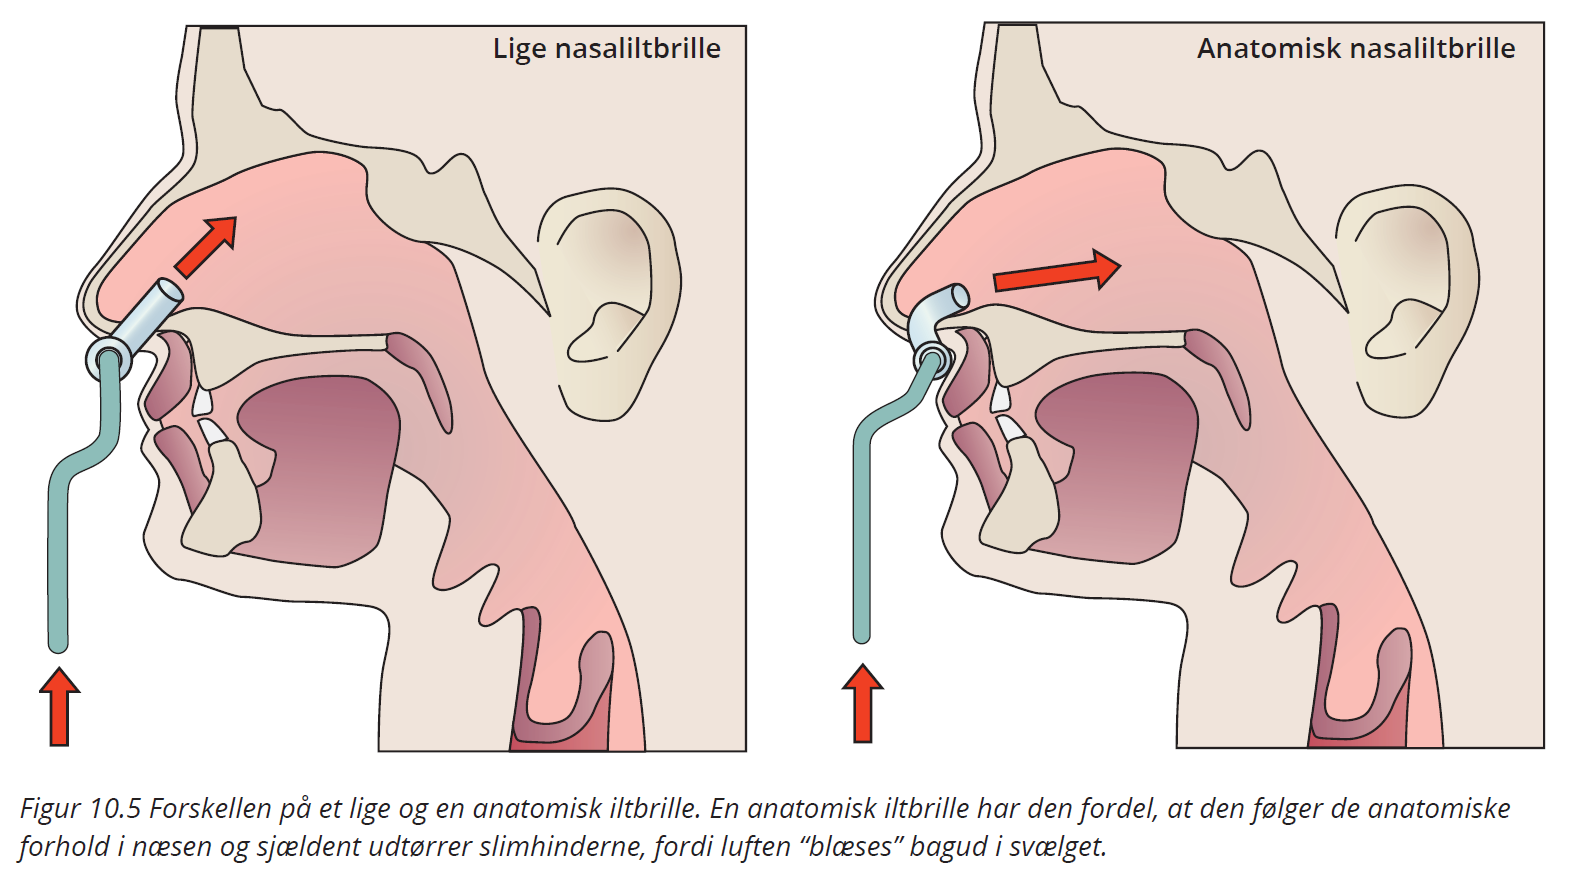 Lige nasaliltbrille
Anatomisk nasaliltbrille
Figur 10.5 Forskellen på et lige og en anatomisk iltbrille. En anatomisk iltbrille har den fordel, at den følger de anatomiske
forhold i næsen og sjældent udtørrer slimhinderne, fordi luften “blæses” bagud i svælget.